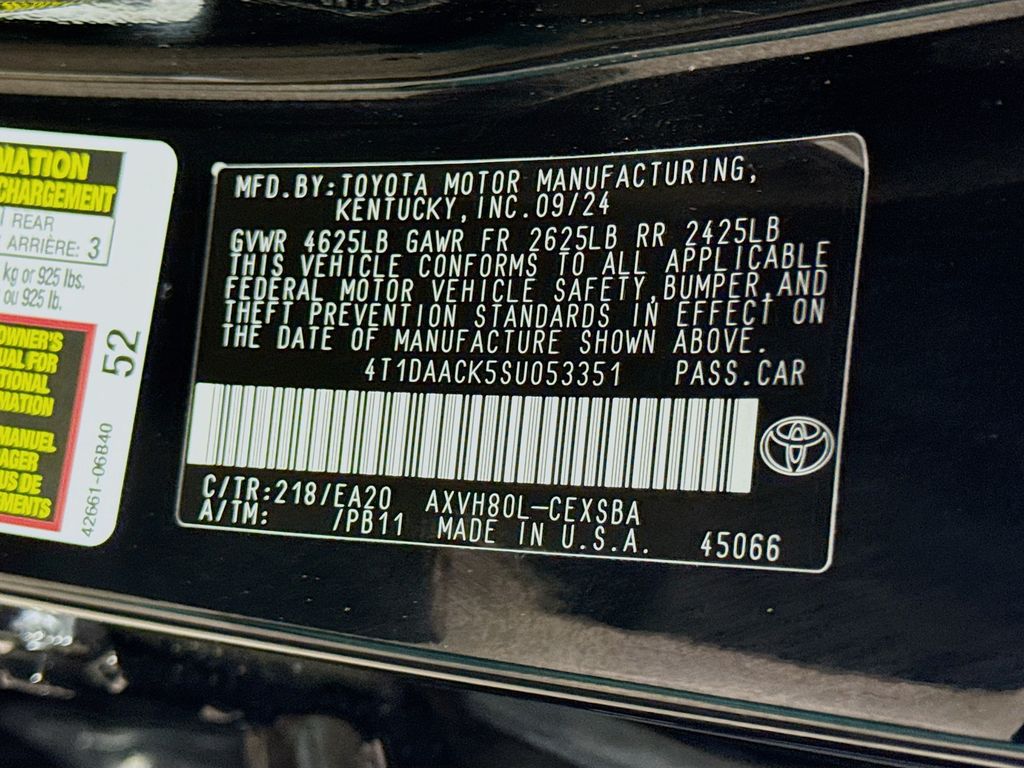 MATION
CHARGEMENT
REAR
ARRIÈRE: 3
kg or 925 lbs.
ou 925 lb.
OWNER'S
UAL FOR
TIONAL
MATION
MANUEL
AGER
US DE
EMENTS
52
42661-06B40
MFD.BY:TOYOTA MOTOR MANUFACTURING,
KENTUCKY,INC.09/24
GVWR 4625LB GAWR FR 2625LB RR 2425LB
THIS VEHICLE CONFORMS TO ALL APPLICABLE
FEDERAL MOTOR VEHICLE SAFETY,BUMPER,AND
THEFT PREVENTION STANDARDS IN EFFECT ON
THE DATE OF MANUFACTURE SHOWN ABOVE.
4T1DAACK5SU053351 PASS.CAR
C/TR:218/EA20 AXVH80L-CEXSBA
A/TM: /PB11 MADE IN U.S.A. 45066